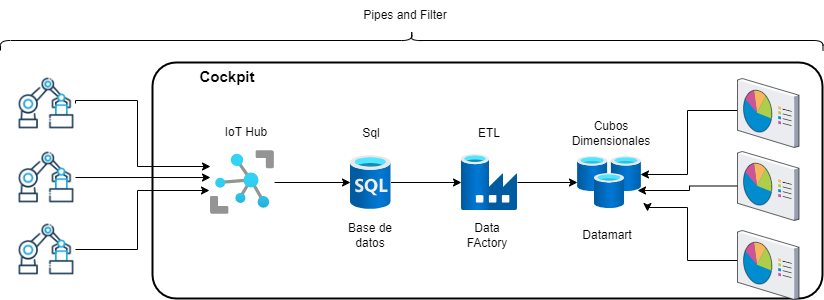 Pipes and Filter
Cockpit
IoT Hub
Sql
ETL
Cubos
Dimensionales
SQL
Base de
datos
Data
FActory
Datamart